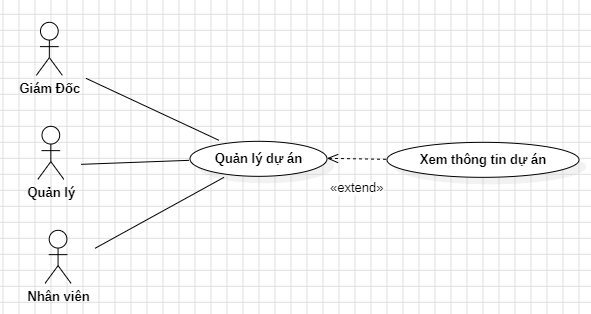 Giám Đốc
Quản lý
Nhân viên
Quản lý dự án
«extend»
Xem thông tin dự án